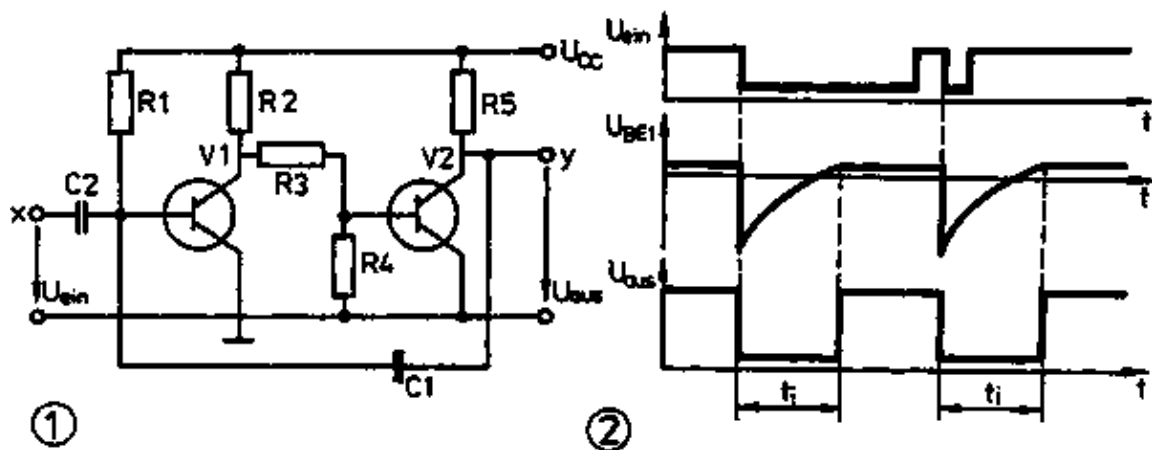 U_CC
R1
R2
R5
V1
R3
V2
y
C2
x
R4
U_ein
U_aus
C1
①
U_ein
t
U_BE1
t
U_aus
t
t_i
t_i
②